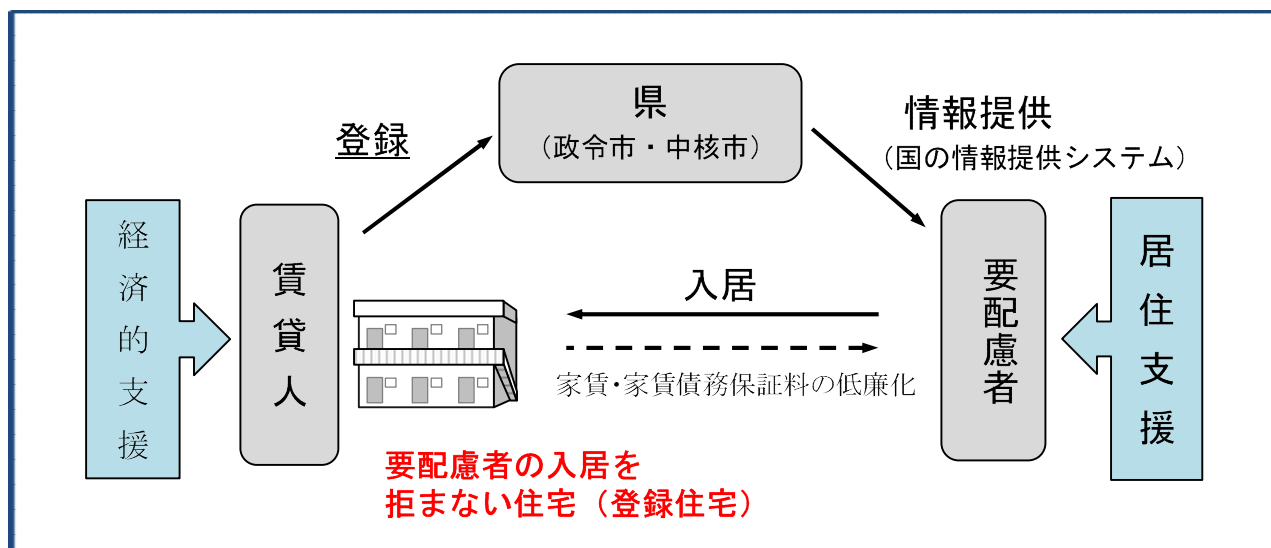 県
（政令市・中核市）
登録
情報提供
（国の情報提供システム）
経済的支援
賃貸人
入居
家賃・家賃債務保証料の低廉化
要配慮者
居住支援
要配慮者の入居を
拒まない住宅（登録住宅）